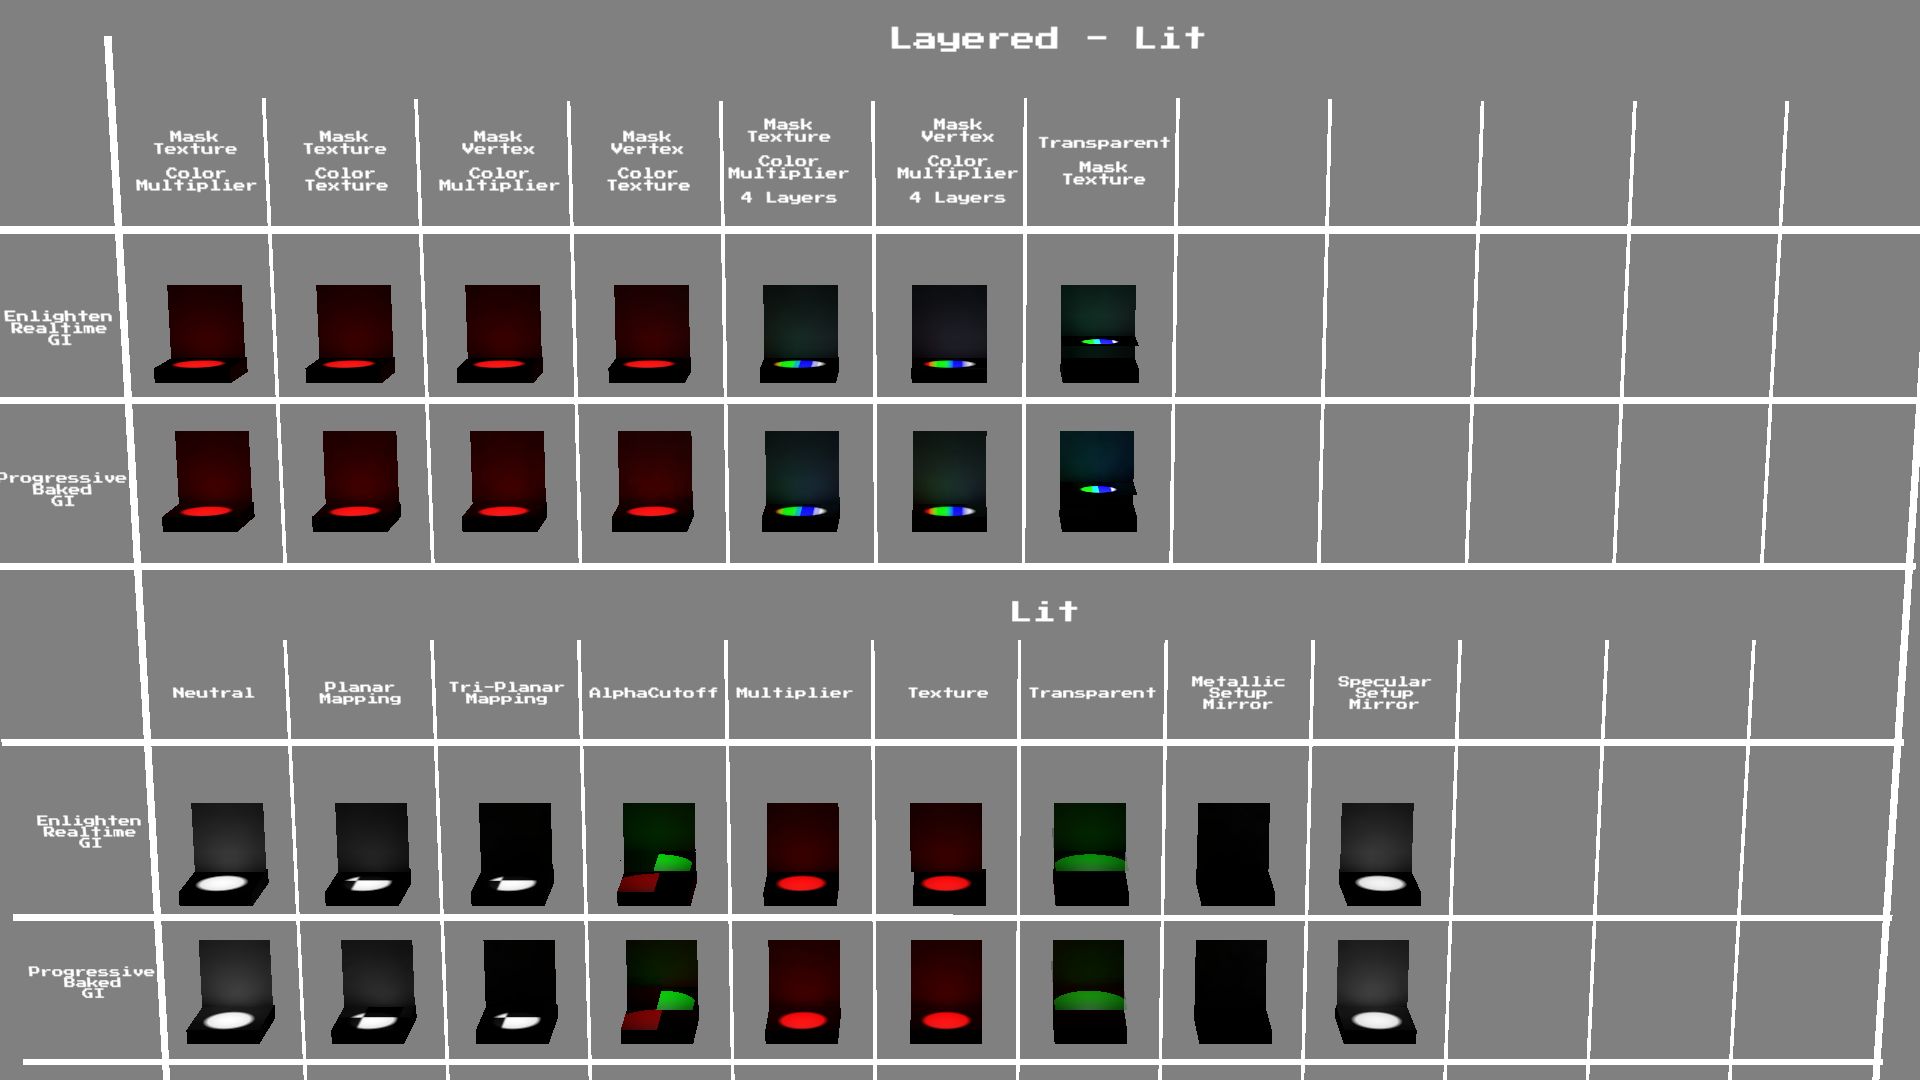 Layered - Lit
Mask
Texture
Color
Multiplier
Mask
Texture
Color
Texture
Mask
Vertex
Color
Multiplier
Mask
Vertex
Color
Texture
Mask
Texture
Color
Multiplier
4 Layers
Mask
Vertex
Color
Multiplier
4 Layers
Transparent
Mask
Texture
Enlighten
Realtime
GI
Progressive
Baked
GI
Lit
Neutral
Planar
Mapping
Tri-Planar
Mapping
AlphaCutoff
Multiplier
Texture
Transparent
Metallic
Setup
Mirror
Specular
Setup
Mirror
Enlighten
Realtime
GI
Progressive
Baked
GI